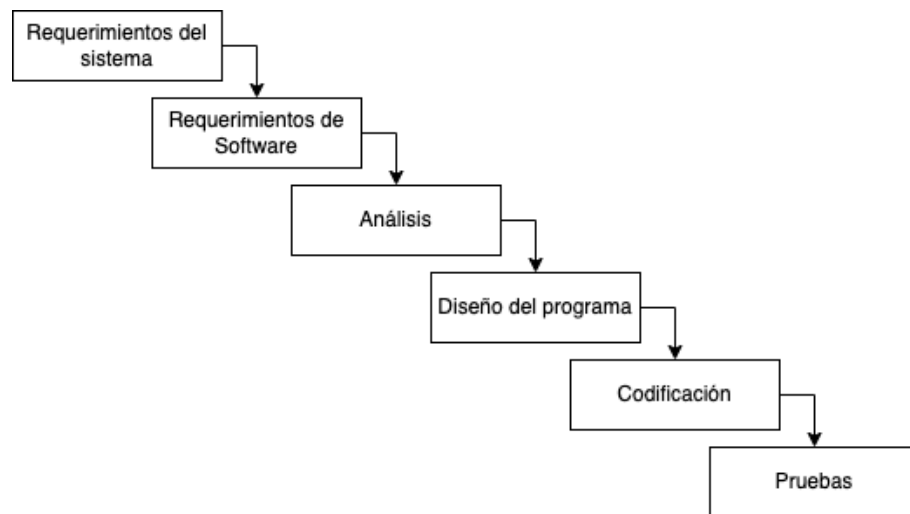 Requerimientos del
sistema
Requerimientos de
Software
Análisis
Diseño del programa
Codificación
Pruebas